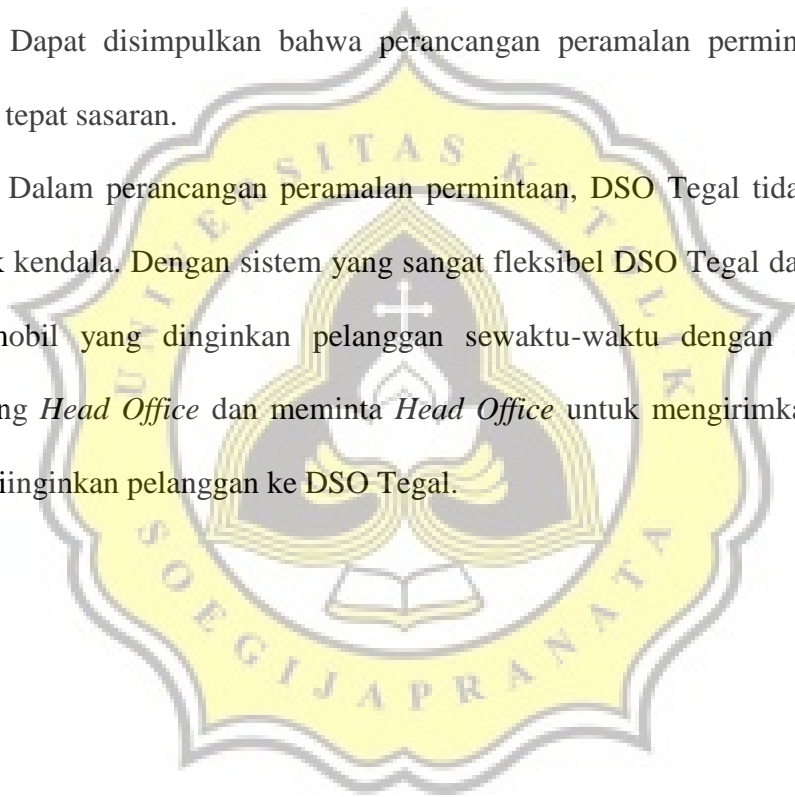 Dapat disimpulkan bahwa perancangan peramalan permin
tepat sasaran.
Dalam perancangan peramalan permintaan, DSO Tegal tida
k kendala. Dengan sistem yang sangat fleksibel DSO Tegal da
nobil yang dinginkan pelanggan sewaktu-waktu dengan
ng Head Office dan meminta Head Office untuk mengirimka
iinginkan pelanggan ke DSO Tegal.
UNIVERSITAS KATOLIK
SOEGIJAPRANATA